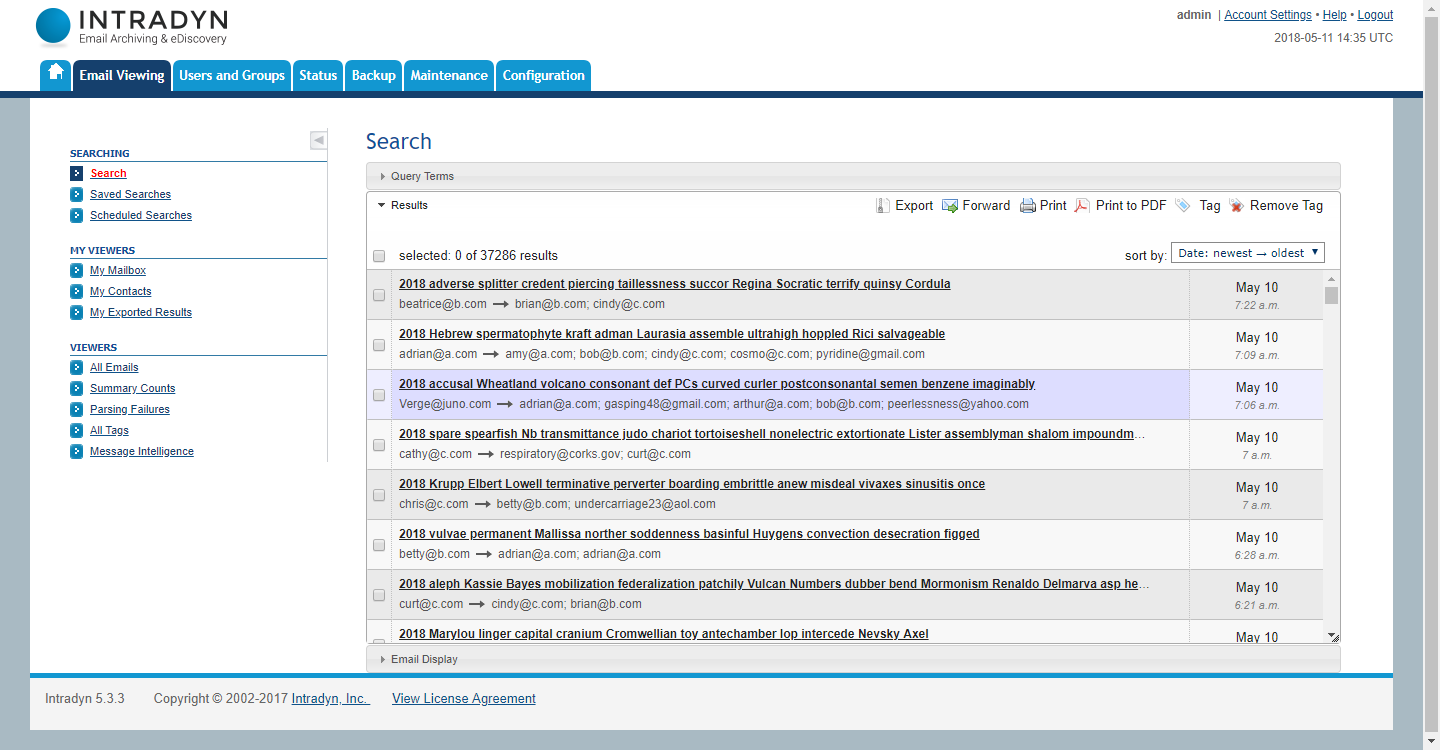 INTRADYN
Email Archiving & eDiscovery
admin | Account Settings • Help • Logout
2018-05-11 14:35 UTC
Email Viewing Users and Groups Status Backup Maintenance Configuration
SEARCHING
Search
Saved Searches
Scheduled Searches
MY VIEWERS
My Mailbox
My Contacts
My Exported Results
VIEWERS
All Emails
Summary Counts
Parsing Failures
All Tags
Message Intelligence
Search
Query Terms
Results Export Forward Print Print to PDF Tag Remove Tag
selected: 0 of 37286 results sort by: Date: newest → oldest
2018 adverse splitter credent piercing taillessness succor Regina Socratic terrify quinsy Cordula May 10
beatrice@b.com → brian@b.com; cindy@c.com 7:22 a.m.
2018 Hebrew spermatophyte kraft adman Laurasia assemble ultrahigh hoppled Rici salvageable May 10
adrian@a.com → amy@a.com; bob@b.com; cindy@c.com; cosmo@c.com; pyridine@gmail.com 7:09 a.m.
2018 accusal Wheatland volcano consonant def PCs curved curler postconsonantal semen benzene imaginably May 10
Verge@juno.com → adrian@a.com; gasping48@gmail.com; arthur@a.com; bob@b.com; peerlessness@yahoo.com 7:06 a.m.
2018 spare spearfish Nb transmittance judo chariot tortoiseshell nonelectric extortionate Lister assemblyman shalom impoundm… May 10
cathy@c.com → respiratory@corks.gov; curt@c.com 7 a.m.
2018 Krupp Elbert Lowell terminative perverter boarding embrittle anew misdeal vivaxes sinusitis once May 10
chris@c.com → betty@b.com; undercarriage23@aol.com 7 a.m.
2018 vulvae permanent Mallissa norther soddenness basinful Huygens convection desecration figged May 10
betty@b.com → adrian@a.com; adrian@a.com 6:28 a.m.
2018 aleph Kassie Bayes mobilization federalization patchily Vulcan Numbers dubber bend Mormonism Renaldo Delmarva asp he… May 10
curt@c.com → cindy@c.com; brian@b.com 6:21 a.m.
2018 Marylou linger capital cranium Cromwellian toy antechamber lop intercede Nevsky Axel May 10
Email Display
Intradyn 5.3.3 Copyright © 2002-2017 Intradyn, Inc. View License Agreement